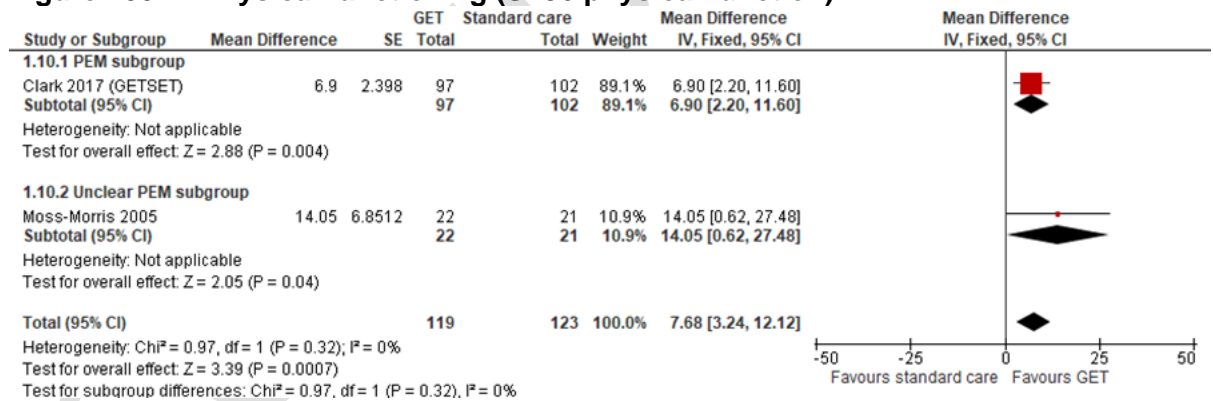 GET Standard care Mean Difference Mean Difference
Study or Subgroup Mean Difference SE Total Total Weight IV, Fixed, 95% CI IV, Fixed, 95% CI
1.10.1 PEM subgroup
Clark 2017 (GETSET) 6.9 2.398 97 102 89.1% 6.90 [2.20, 11.60]
Subtotal (95% CI) 97 102 89.1% 6.90 [2.20, 11.60]
Heterogeneity: Not applicable
Test for overall effect: Z = 2.88 (P = 0.004)
1.10.2 Unclear PEM subgroup
Moss-Morris 2005 14.05 6.8512 22 21 10.9% 14.05 [0.62, 27.48]
Subtotal (95% CI) 22 21 10.9% 14.05 [0.62, 27.48]
Heterogeneity: Not applicable
Test for overall effect: Z = 2.05 (P = 0.04)
Total (95% CI) 119 123 100.0% 7.68 [3.24, 12.12]
Heterogeneity: Chi² = 0.97, df = 1 (P = 0.32); I² = 0%
Test for overall effect: Z = 3.39 (P = 0.0007)
Test for subgroup differences: Chi² = 0.97, df = 1 (P = 0.32), I² = 0%
-50 -25 0 25 50
Favours standard care Favours GET